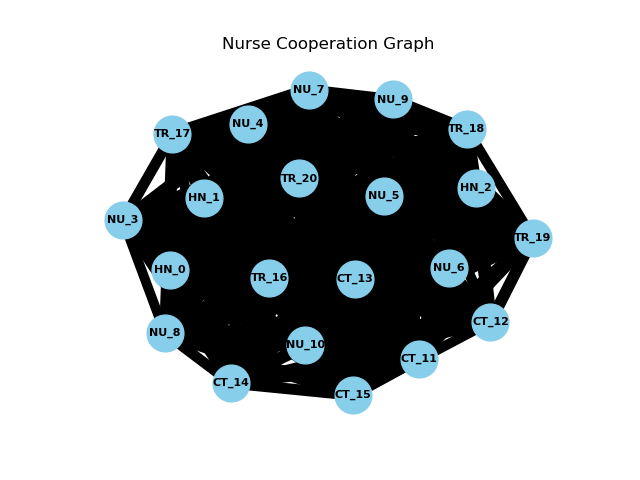 Nurse Cooperation Graph
NU_7
NU_9
NU_4
TR_18
TR_17
TR_20
HN_2
NU_5
HN_1
NU_3
TR_19
NU_6
HN_0
TR_16
CT_13
CT_12
NU_8
NU_10
CT_11
CT_14
CT_15